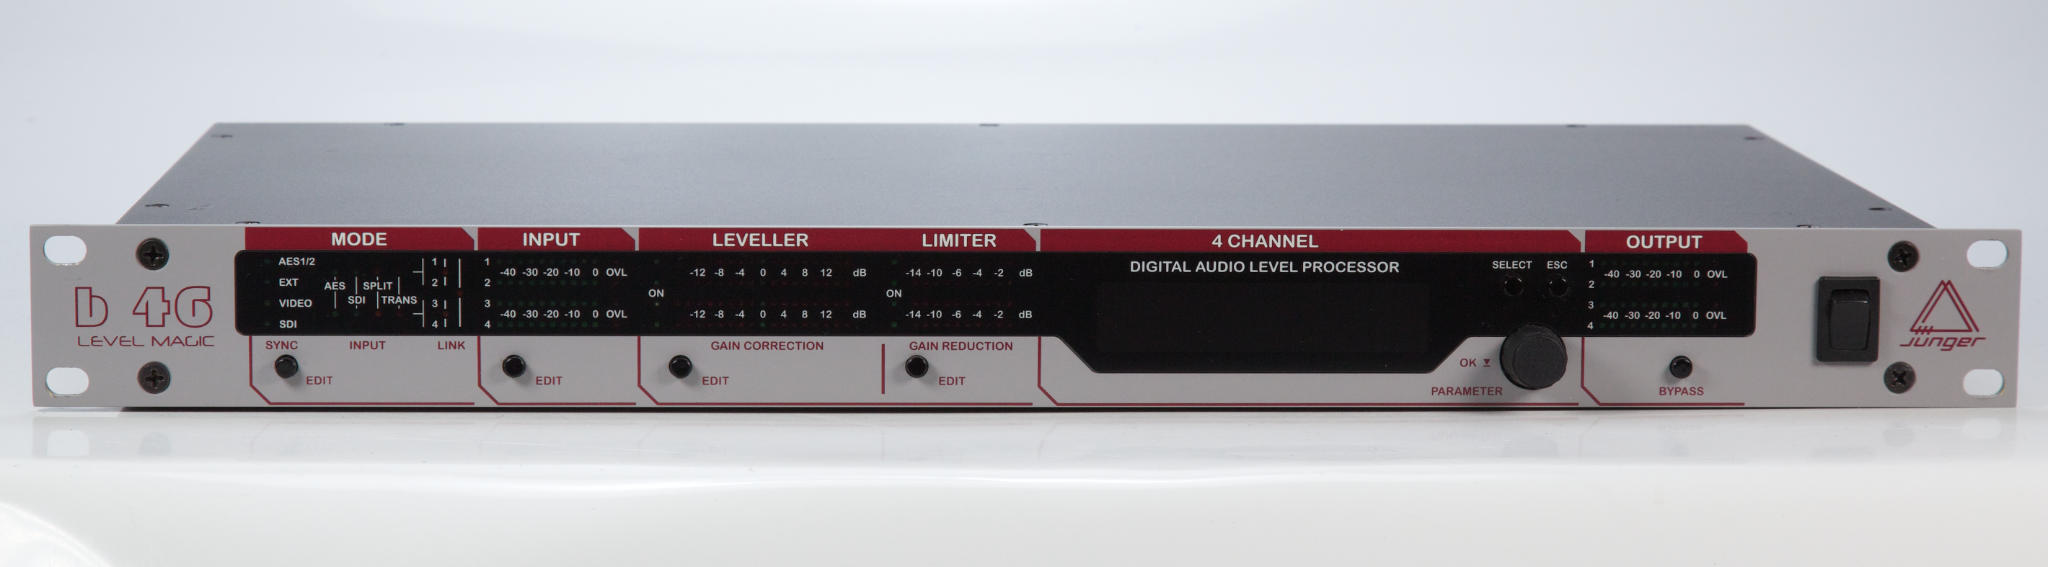 MODE
INPUT
LEVELLER
LIMITER
4 CHANNEL
OUTPUT
b 46
LEVEL MAGIC
AES1/2
EXT
VIDEO
SDI
AES
SPLIT
SDI
TRANS
1
2
3
4
SYNC
INPUT
LINK
EDIT
1
-40 -30 -20 -10 0 OVL
2
3
-40 -30 -20 -10 0 OVL
4
EDIT
-12 -8 -4 0 4 8 12 dB
ON
-12 -8 -4 0 4 8 12 dB
GAIN CORRECTION
EDIT
-14 -10 -6 -4 -2 dB
ON
-14 -10 -6 -4 -2 dB
GAIN REDUCTION
EDIT
DIGITAL AUDIO LEVEL PROCESSOR
SELECT
ESC
OK
PARAMETER
1
-40 -30 -20 -10 0 OVL
2
3
-40 -30 -20 -10 0 OVL
4
BYPASS
Junger